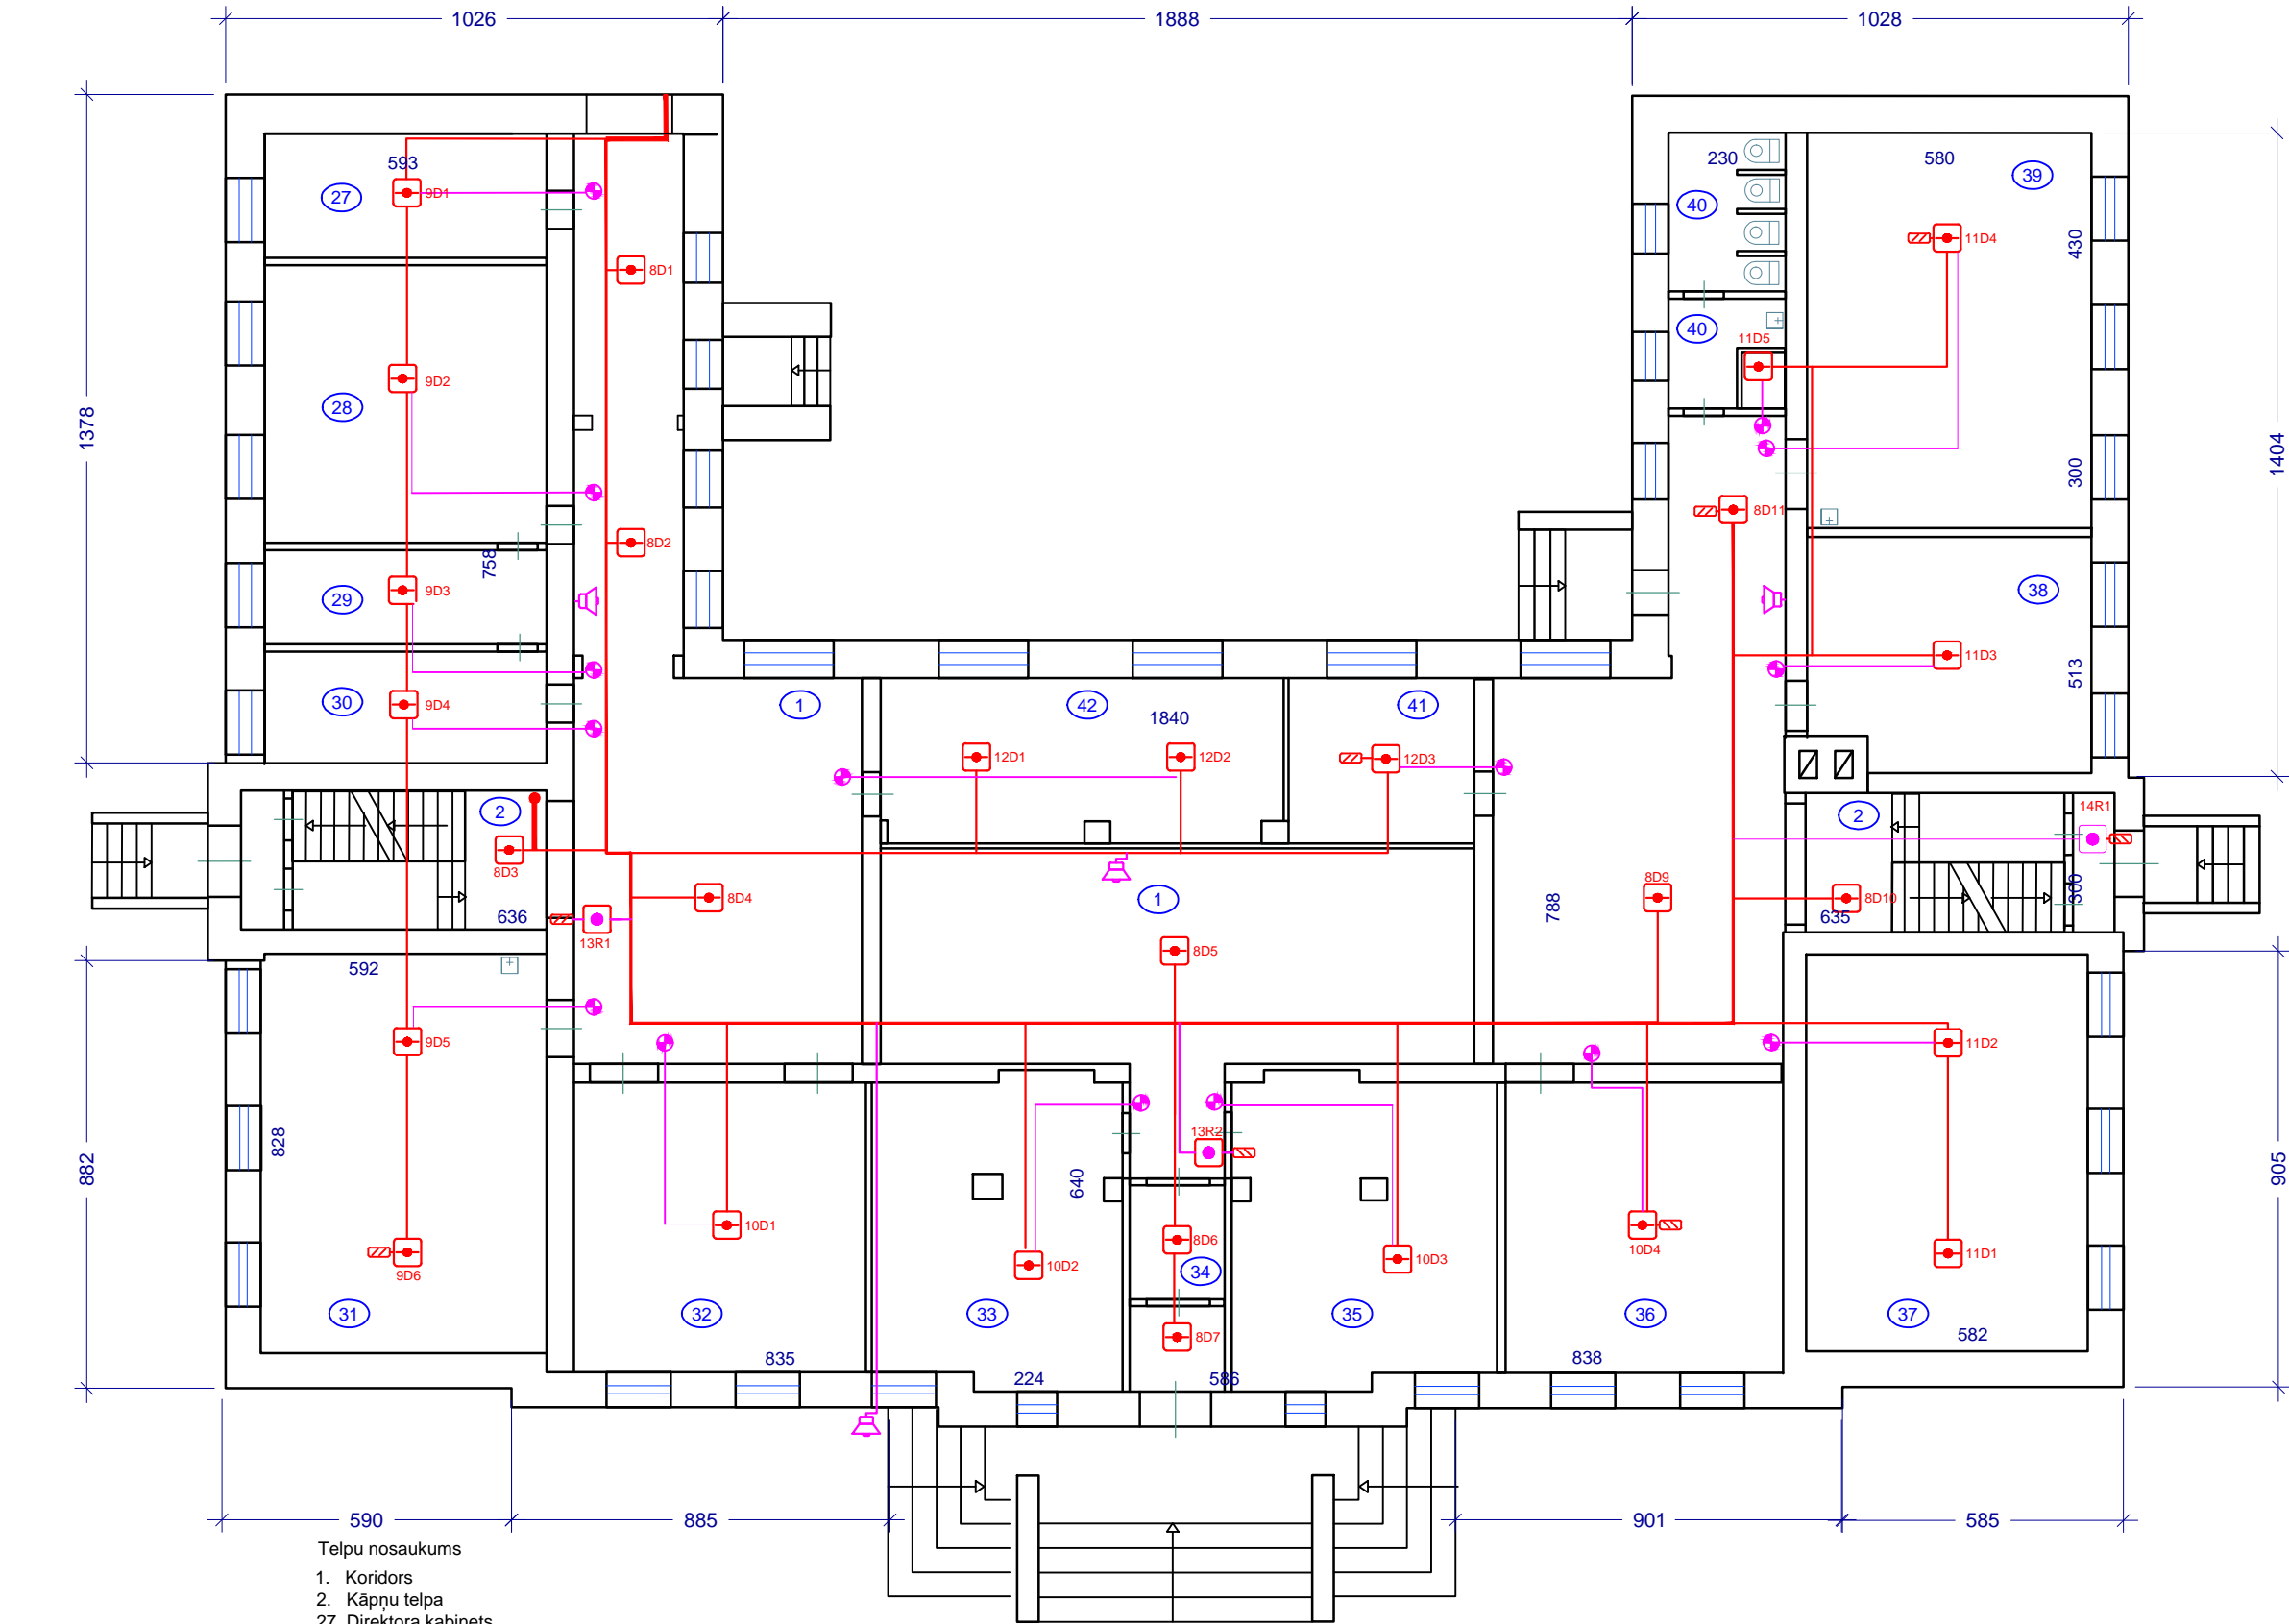 1026 1888 1028
593 230 580 39
27 9D1 40
11D4 430
8D1
1378 40 11D5
9D2
28
1404
300
8D11
758 8D2
29 9D3 38
11D3
513
30 9D4 1 42 41
1840
12D1 12D2 12D3
2 2 14R1
8D3
300
8D4 1 8D9 788 8D10
636 13R1 635
8D5
592
9D5 11D2
828 13R2
882 905
640
10D1 8D6 10D4 11D1
10D2 10D3
9D6 34
31 32 33 35 36 37
8D7 582
835 838
224 586
590 885 901 585
Telpu nosaukums
1. Koridors
2. Kāpņu telpa
27. Direktora kabinets